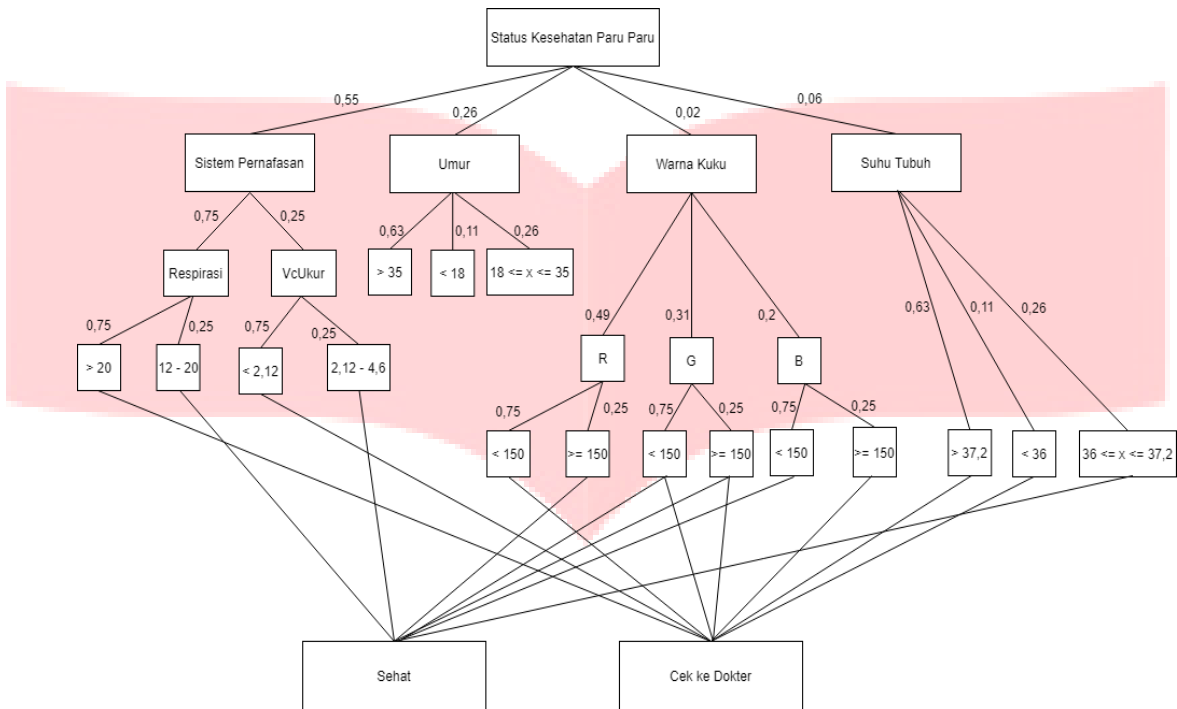 Status Kesehatan Paru Paru
0,55
0,26
0,02
0,06
Sistem Pernafasan
Umur
Warna Kuku
Suhu Tubuh
0,75
0,25
0,63
0,11
0,26
Respirasi
VcUkur
> 35
< 18
18 <= x <= 35
0,49
0,31
0,2
0,63
0,11
0,26
0,75
0,25
0,75
0,25
R
G
B
> 20
12 - 20
< 2,12
2,12 - 4,6
0,75
0,25
0,75
0,25
0,75
0,25
< 150
>= 150
< 150
>= 150
< 150
>= 150
> 37,2
< 36
36 <= x <= 37,2
Sehat
Cek ke Dokter